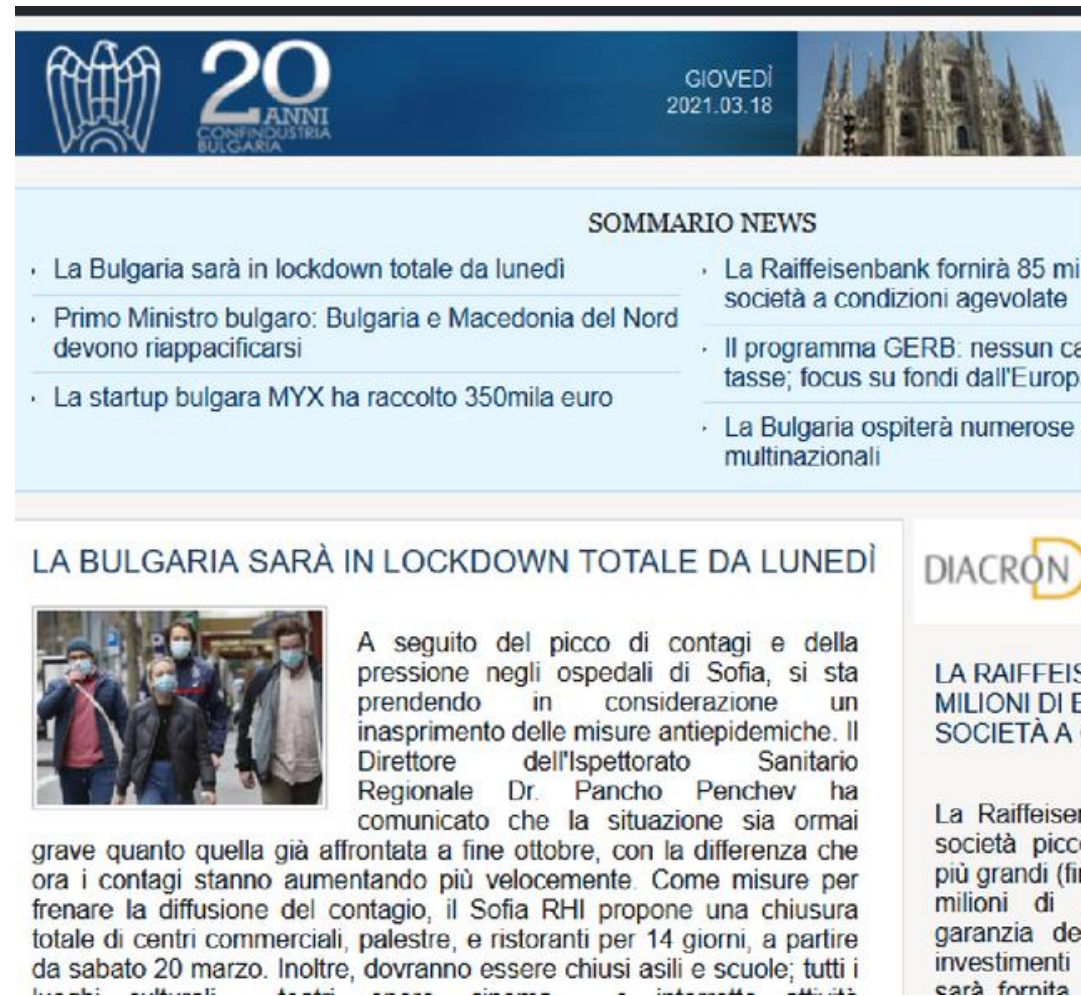 20
ANNI
CONFINDUSTRIA
BULGARIA
GIOVEDÌ
2021.03.18
SOMMARIO NEWS
La Bulgaria sarà in lockdown totale da lunedì
Primo Ministro bulgaro: Bulgaria e Macedonia del Nord
devono riappacificarsi
La startup bulgara MYX ha raccolto 350mila euro
La Raiffeisenbank fornirà 85 mi
società a condizioni agevolate
Il programma GERB: nessun ca
tasse; focus su fondi dall'Europ
La Bulgaria ospiterà numerose
multinazionali
LA BULGARIA SARÀ IN LOCKDOWN TOTALE DA LUNEDÌ
A seguito del picco di contagi e della
pressione negli ospedali di Sofia, si sta
prendendo in considerazione un
inasprimento delle misure antiepidemiche. Il
Direttore dell'Ispettorato Sanitario
Regionale Dr. Pancho Penchev ha
comunicato che la situazione sia ormai
grave quanto quella già affrontata a fine ottobre, con la differenza che
ora i contagi stanno aumentando più velocemente. Come misure per
frenare la diffusione del contagio, il Sofia RHI propone una chiusura
totale di centri commerciali, palestre, e ristoranti per 14 giorni, a partire
da sabato 20 marzo. Inoltre, dovranno essere chiusi asili e scuole; tutti i
DIACRON
LA RAIFFEIS
MILIONI DI E
SOCIETÀ A
La Raiffeisen
società picco
più grandi (fin
milioni di
garanzia de
investimenti
sarà fornita